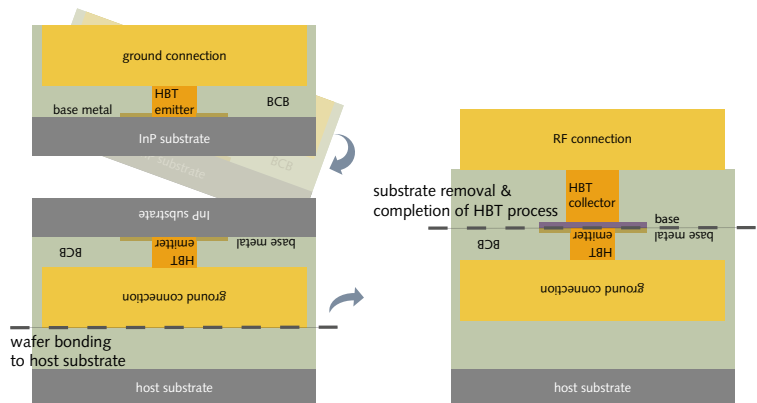 ground connection
HBT
emitter
BCB
base metal
InP substrate
InP substrate
BCB
InP substrate
HBT
emitter
base metal
BCB
ground connection
wafer bonding
to host substrate
host substrate
RF connection
HBT
collector
substrate removal &
completion of HBT process
base
base metal
HBT
emitter
BCB
ground connection
host substrate